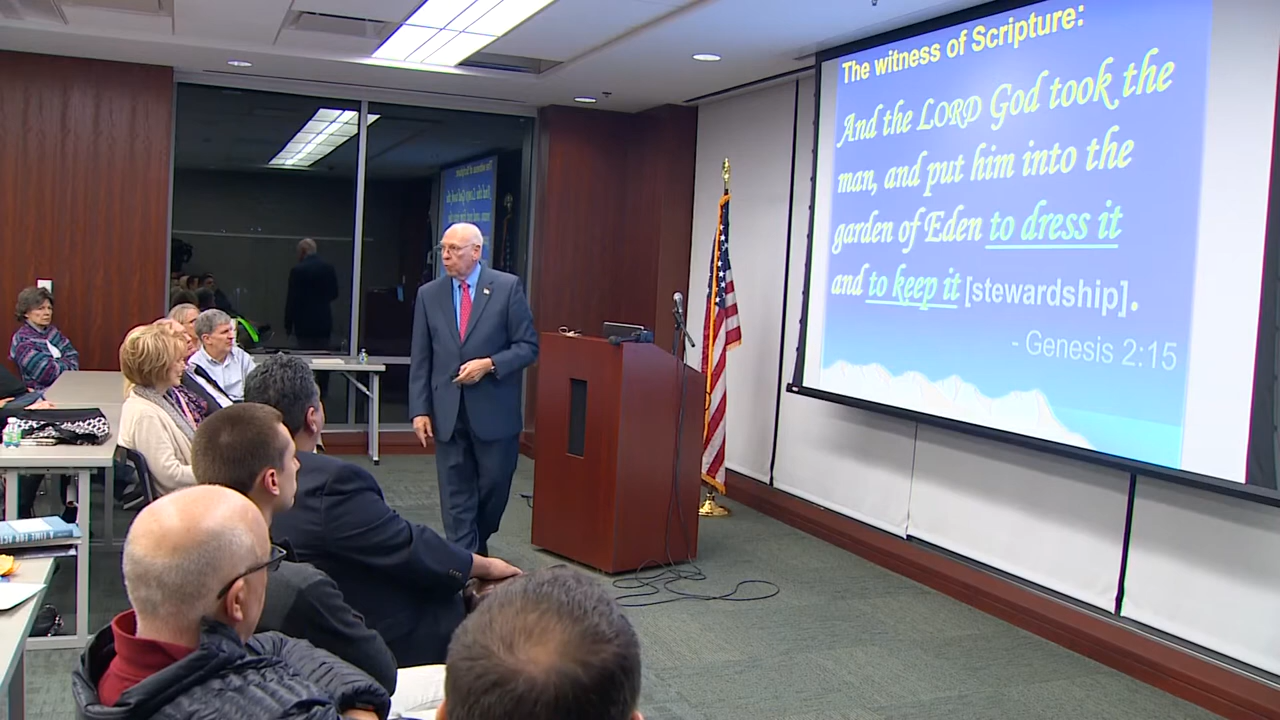 The witness of Scripture:
And the LORD God took the
man, and put him into the
garden of Eden to dress it
and to keep it [stewardship].
- Genesis 2:15